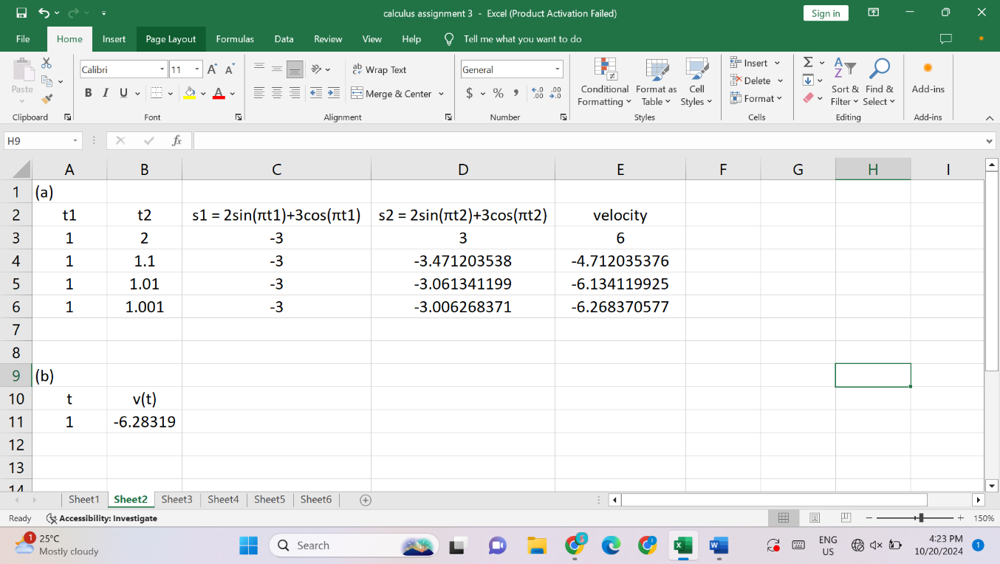 calculus assignment 3 - Excel (Product Activation Failed)
Sign in
File Home Insert Page Layout Formulas Data Review View Help Tell me what you want to do
Paste
Calibri 11
B I U
Wrap Text
Merge & Center
General
$ % ,
Conditional Formatting
Format as Table
Cell Styles
Insert
Delete
Format
Sort & Filter
Find & Select
Add-ins
Clipboard Font Alignment Number Styles Cells Editing Add-ins
H9 fx
A B C D E F G H I
1 (a)
2 t1 t2 s1 = 2sin(πt1)+3cos(πt1) s2 = 2sin(πt2)+3cos(πt2) velocity
3 1 2 -3 3 6
4 1 1.1 -3 -3.471203538 -4.712035376
5 1 1.01 -3 -3.061341199 -6.134119925
6 1 1.001 -3 -3.006268371 -6.268370577
7
8
9 (b)
10 t v(t)
11 1 -6.28319
12
13
14
Sheet1 Sheet2 Sheet3 Sheet4 Sheet5 Sheet6
Ready Accessibility: Investigate 150%
1 25°C
Mostly cloudy
Search
5
ENG
US
4:23 PM
10/20/2024
1